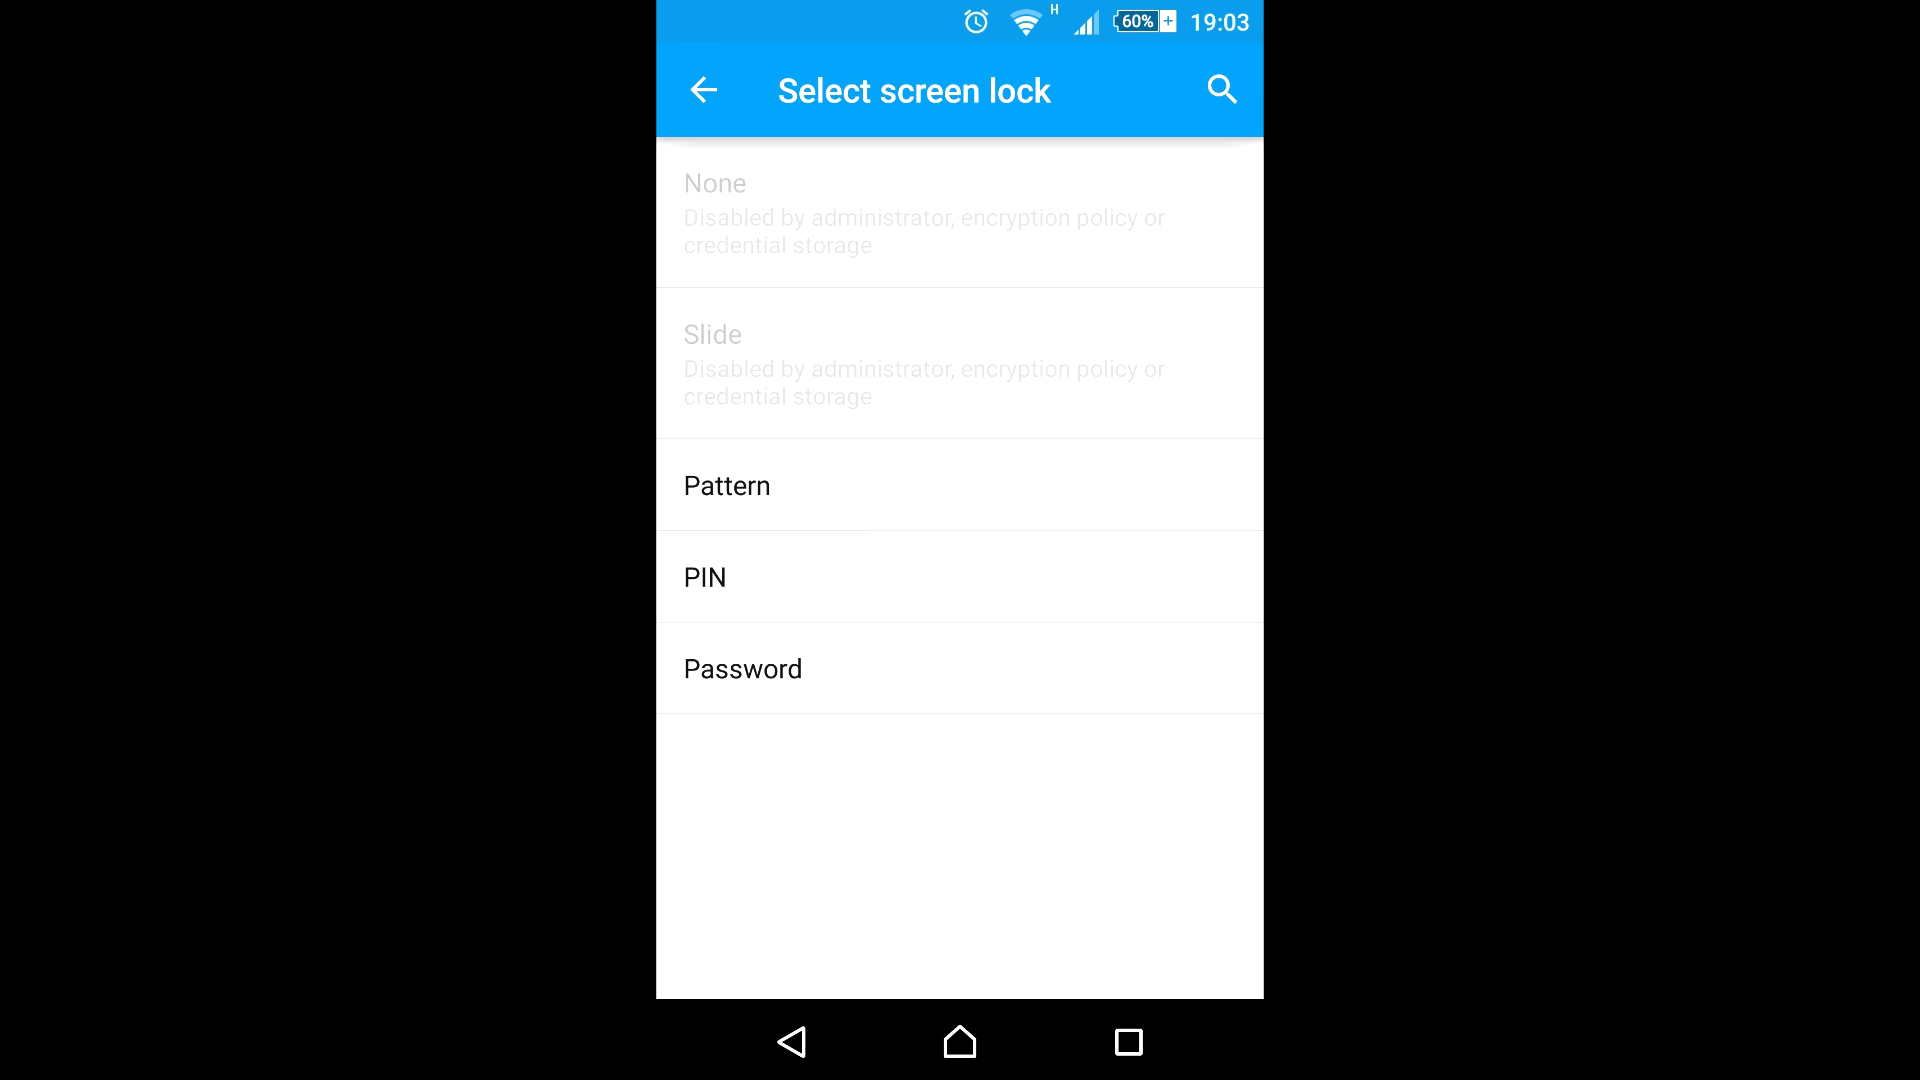 H
60%
19:03
Select screen lock
None
Disabled by administrator, encryption policy or
credential storage
Slide
Disabled by administrator, encryption policy or
credential storage
Pattern
PIN
Password